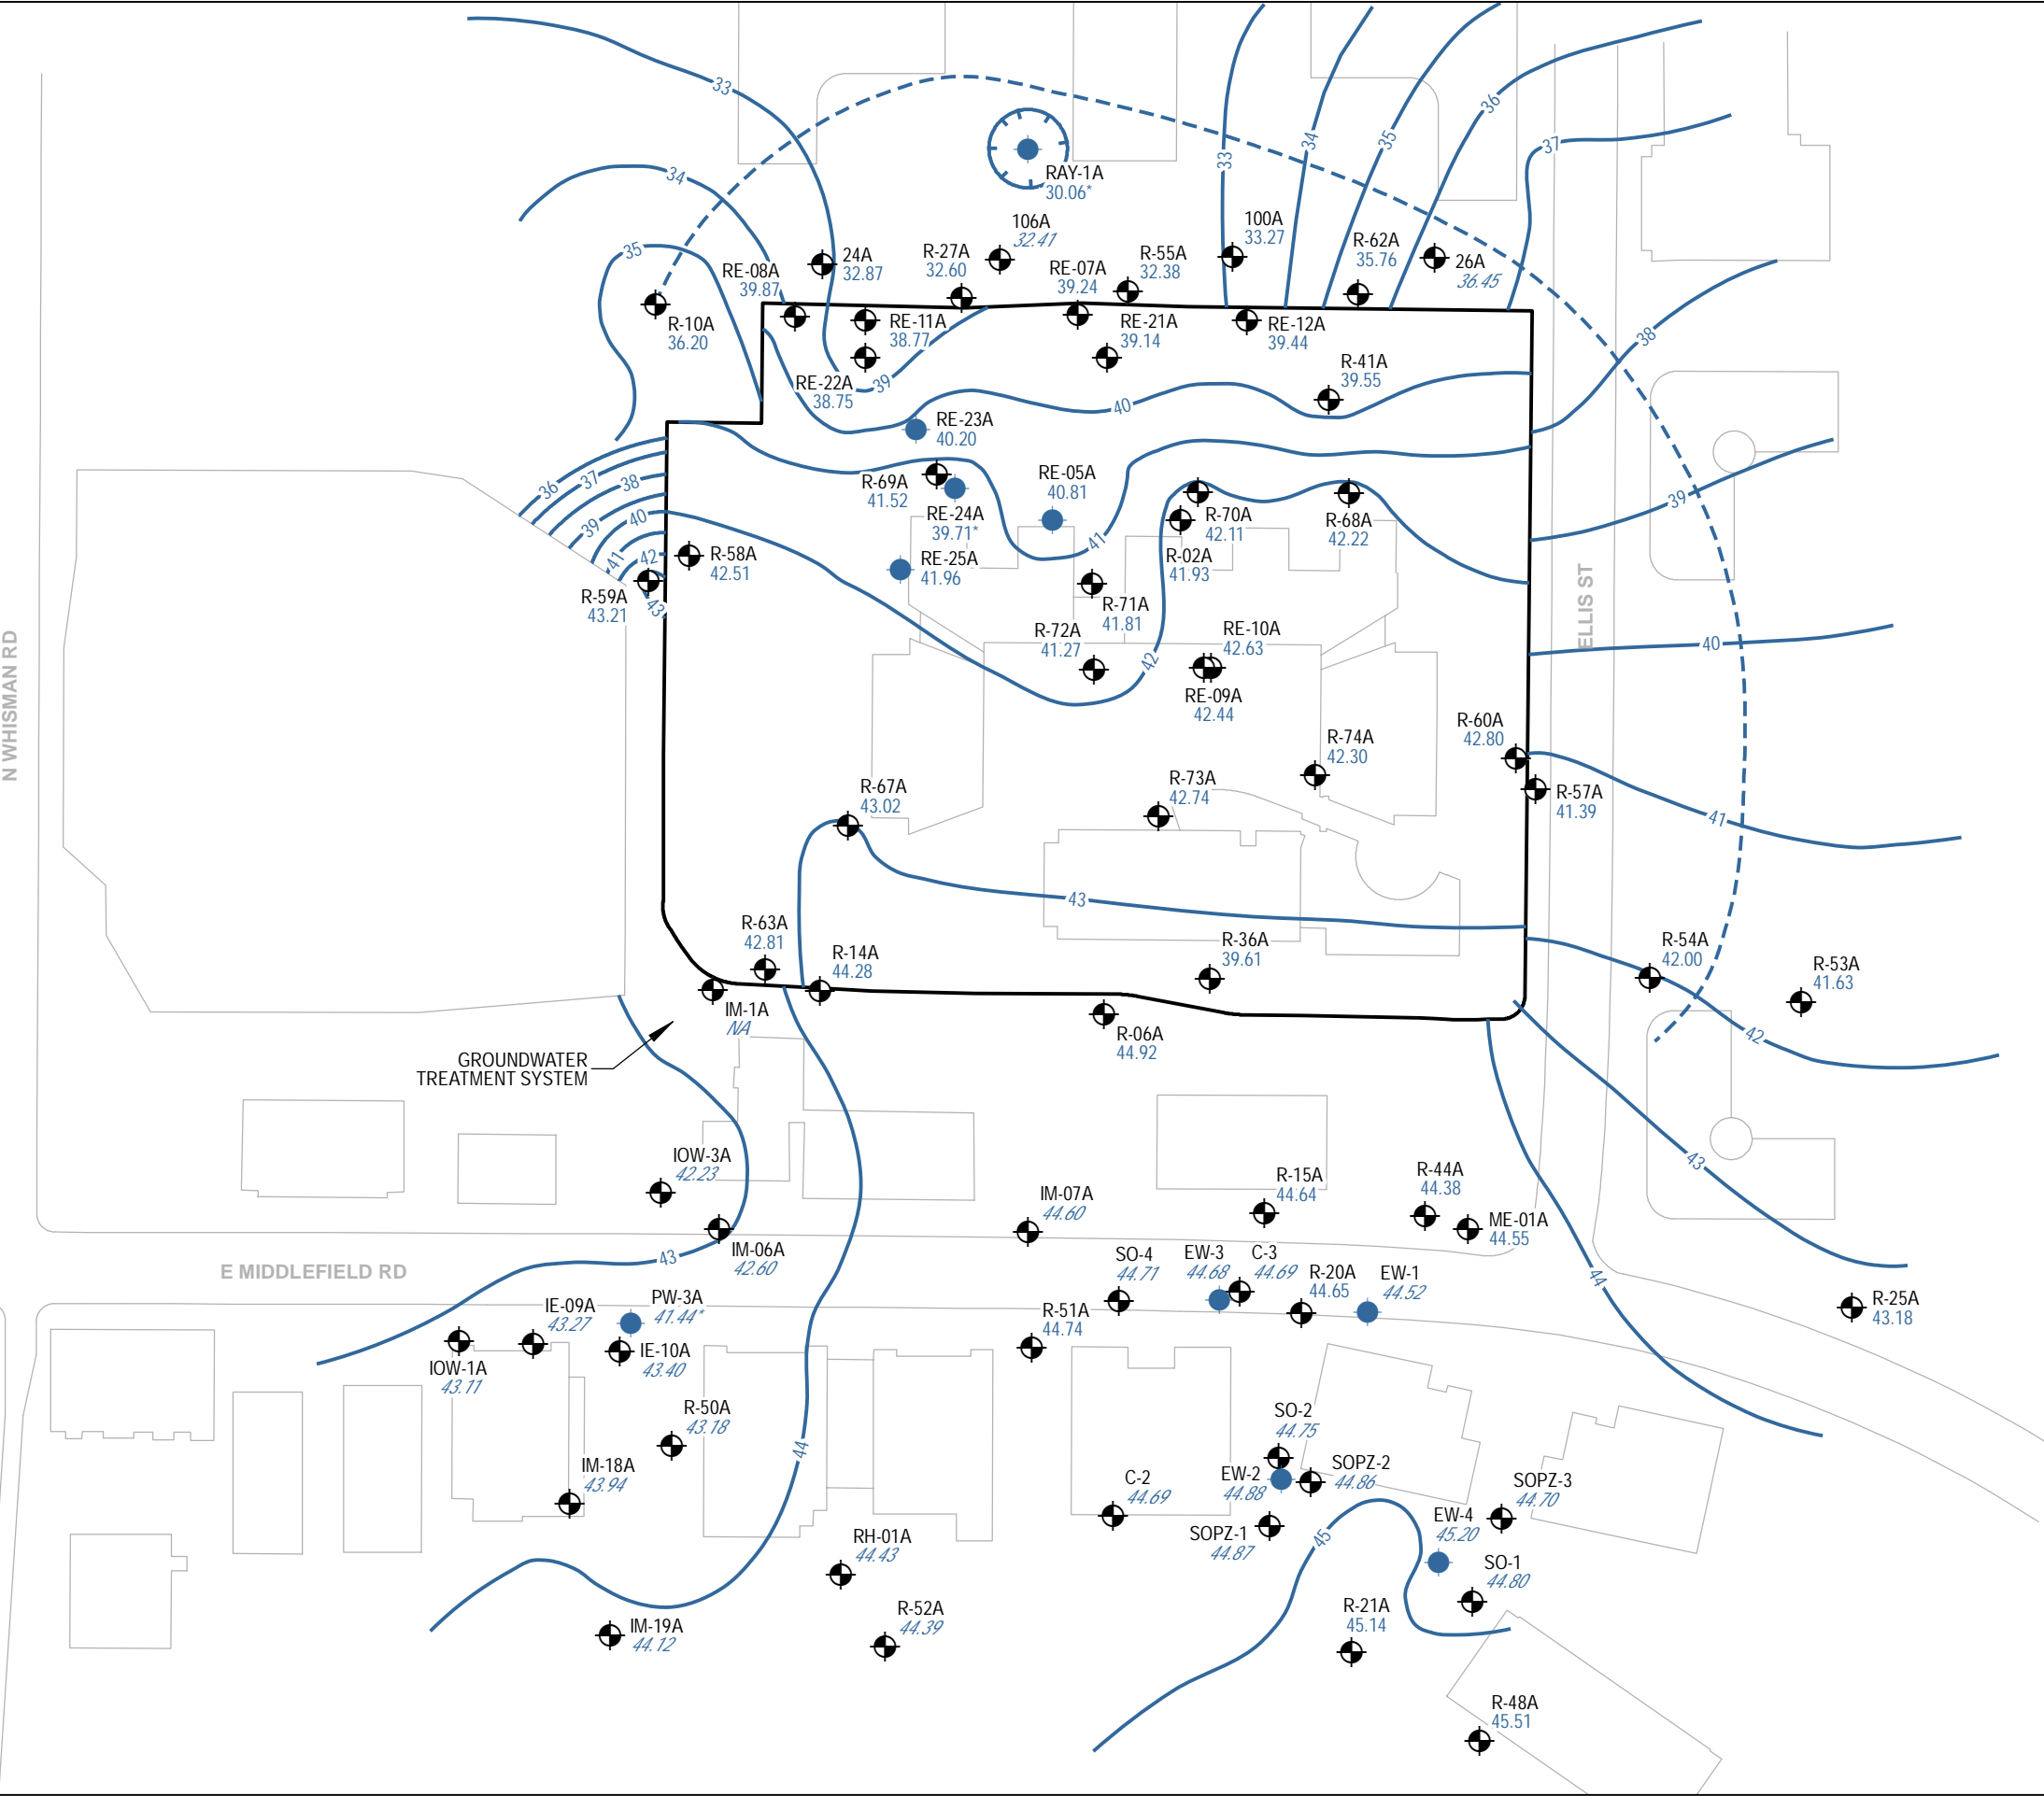 33
34
35
36
37
33
34
35
RAY-1A
30.06*
24A
32.87
R-27A
32.60
106A
32.41
RE-07A
39.24
R-55A
32.38
100A
33.27
R-62A
35.76
26A
36.45
RE-08A
39.87
R-10A
36.20
RE-11A
38.77
RE-21A
39.14
RE-12A
39.44
38
RE-22A
38.75
39
R-41A
39.55
40
RE-23A
40.20
36
37
38
39
40
41
42
43
R-69A
41.52
RE-24A
39.71*
RE-05A
40.81
41
R-70A
42.11
R-68A
42.22
39
R-58A
42.51
R-59A
43.21
RE-25A
41.96
R-02A
41.93
R-71A
41.81
ELLIS ST
R-72A
41.27
42
RE-10A
42.63
RE-09A
42.44
40
N WHISMAN RD
R-60A
42.80
R-74A
42.30
R-73A
42.74
R-57A
41.39
41
R-67A
43.02
43
R-63A
42.81
R-14A
44.28
R-36A
39.61
R-54A
42.00
R-53A
41.63
IM-1A
NA
R-06A
44.92
42
GROUNDWATER
TREATMENT SYSTEM
IOW-3A
42.23
IM-07A
44.60
R-15A
44.64
R-44A
44.38
ME-01A
44.55
43
IM-06A
42.60
43
E MIDDLEFIELD RD
SO-4
44.71
EW-3
44.68
C-3
44.69
R-20A
44.65
EW-1
44.52
44
R-25A
43.18
IE-09A
43.27
PW-3A
41.44*
R-51A
44.74
IOW-1A
43.11
IE-10A
43.40
R-50A
43.18
44
SO-2
44.75
IM-18A
43.94
C-2
44.69
EW-2
44.88
SOPZ-2
44.86
SOPZ-3
44.70
SOPZ-1
44.87
45
EW-4
45.20
RH-01A
44.43
SO-1
44.80
IM-19A
44.12
R-52A
44.39
R-21A
45.14
R-48A
45.51